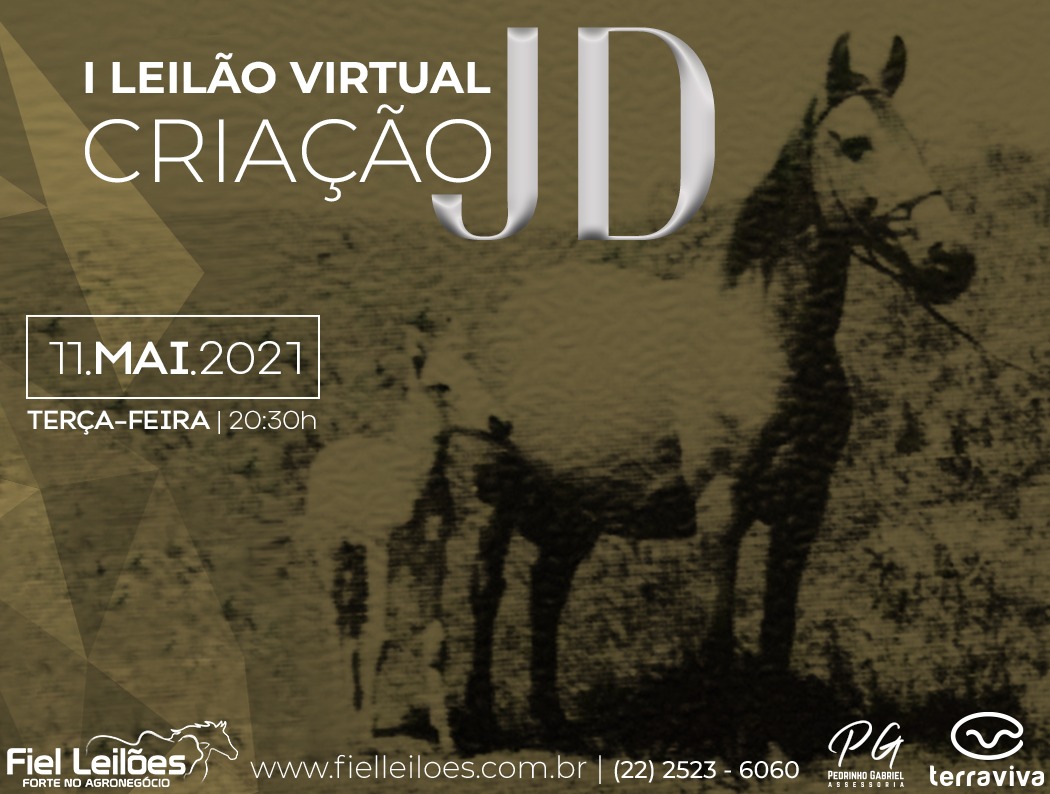 I LEILÃO VIRTUAL
CRIAÇÃO JD
11.MAI.2021
TERÇA-FEIRA | 20:30h
Fiel Leilões
FORTE NO AGRONEGÓCIO
www.fielleiloes.com.br | (22) 2523 - 6060
PG
PEDRINHO GABRIEL
ASSESSORIA
terraviva